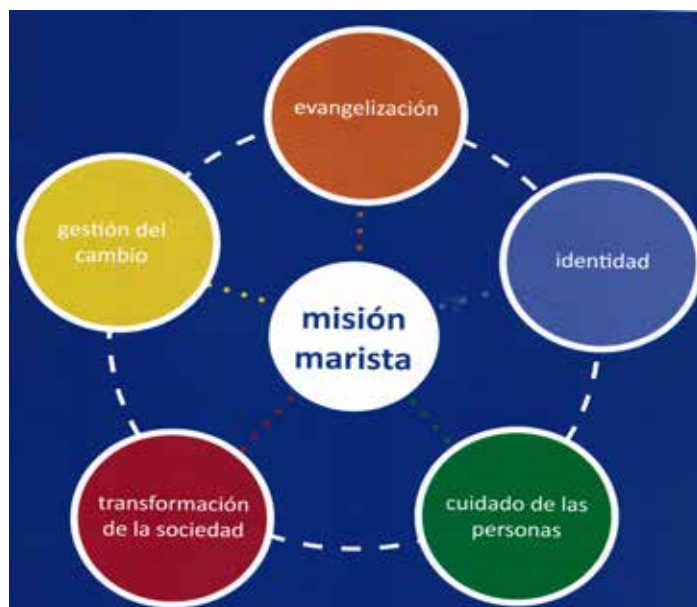 evangelización
gestión del
cambio
identidad
misión
marista
transformación
de la sociedad
cuidado de las
personas